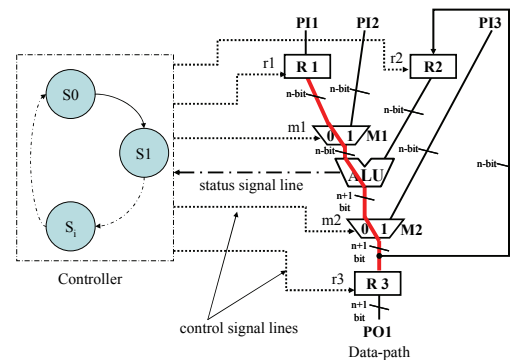 PI1
PI2
PI3
r1
R 1
r2
R2
n-bit
n-bit
n-bit
S0
m1
0 1
M1
n-bit
n-bit
n-bit
S1
ALU
status signal line
n+1
bit
m2
0 1
M2
Si
n+1
bit
Controller
r3
R 3
n+1
bit
control signal lines
PO1
Data-path